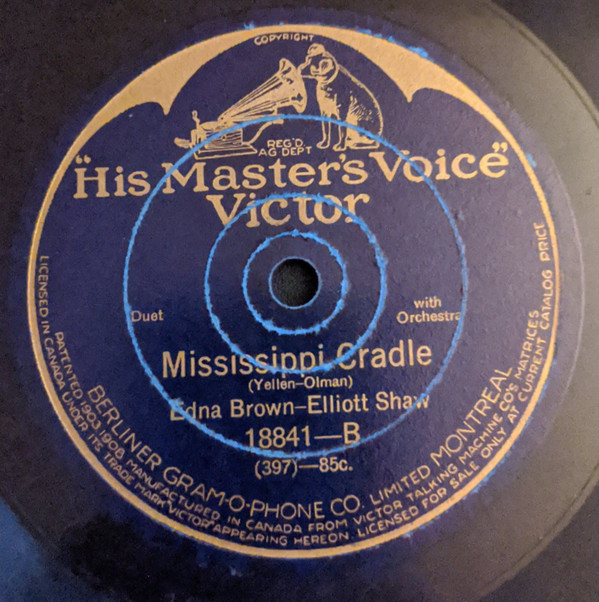 COPYRIGHT
REG'D.
AG DEPT
"His Master's Voice"
Victor
Duet
with
Orchestra
Mississippi Cradle
(Yellen-Olman)
Edna Brown-Elliott Shaw
18841-B
(397)-85c.
BERLINER GRAM-O-PHONE CO. LIMITED MONTREAL
PATENTED 1903, 1908, MANUFACTURED IN CANADA FROM VICTOR TALKING MACHINE CO'S MATRICES
LICENSED IN CANADA UNDER ITS TRADE MARK "VICTOR" APPEARING HEREON. LICENSED FOR SALE ONLY AT CURRENT CATALOG PRICE